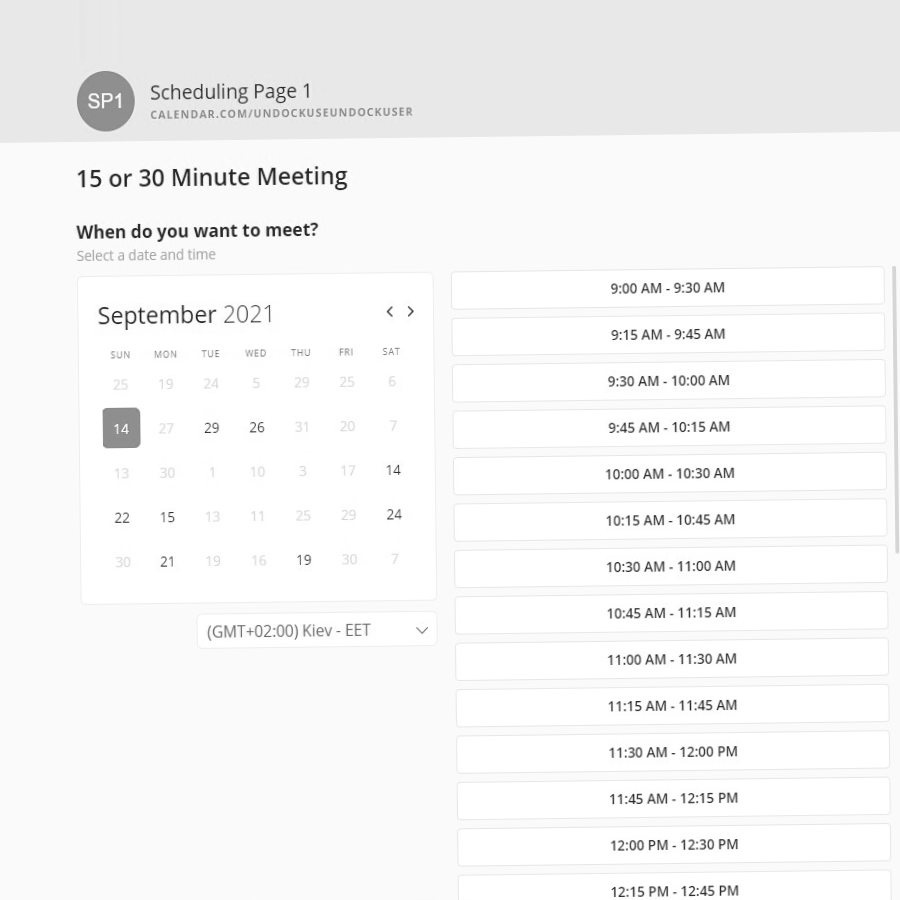 SP1
Scheduling Page 1
CALENDAR.COM/UNDOCKUSEUNDOCKUSER
15 or 30 Minute Meeting
When do you want to meet?
Select a date and time
September 2021
SUN MON TUE WED THU FRI SAT
25 19 24 5 29 25 6
14 27 29 26 31 20 7
13 30 1 10 3 17 14
22 15 13 11 25 29 24
30 21 19 16 19 30 7
(GMT+02:00) Kiev - EET
9:00 AM - 9:30 AM
9:15 AM - 9:45 AM
9:30 AM - 10:00 AM
9:45 AM - 10:15 AM
10:00 AM - 10:30 AM
10:15 AM - 10:45 AM
10:30 AM - 11:00 AM
10:45 AM - 11:15 AM
11:00 AM - 11:30 AM
11:15 AM - 11:45 AM
11:30 AM - 12:00 PM
11:45 AM - 12:15 PM
12:00 PM - 12:30 PM
12:15 PM - 12:45 PM